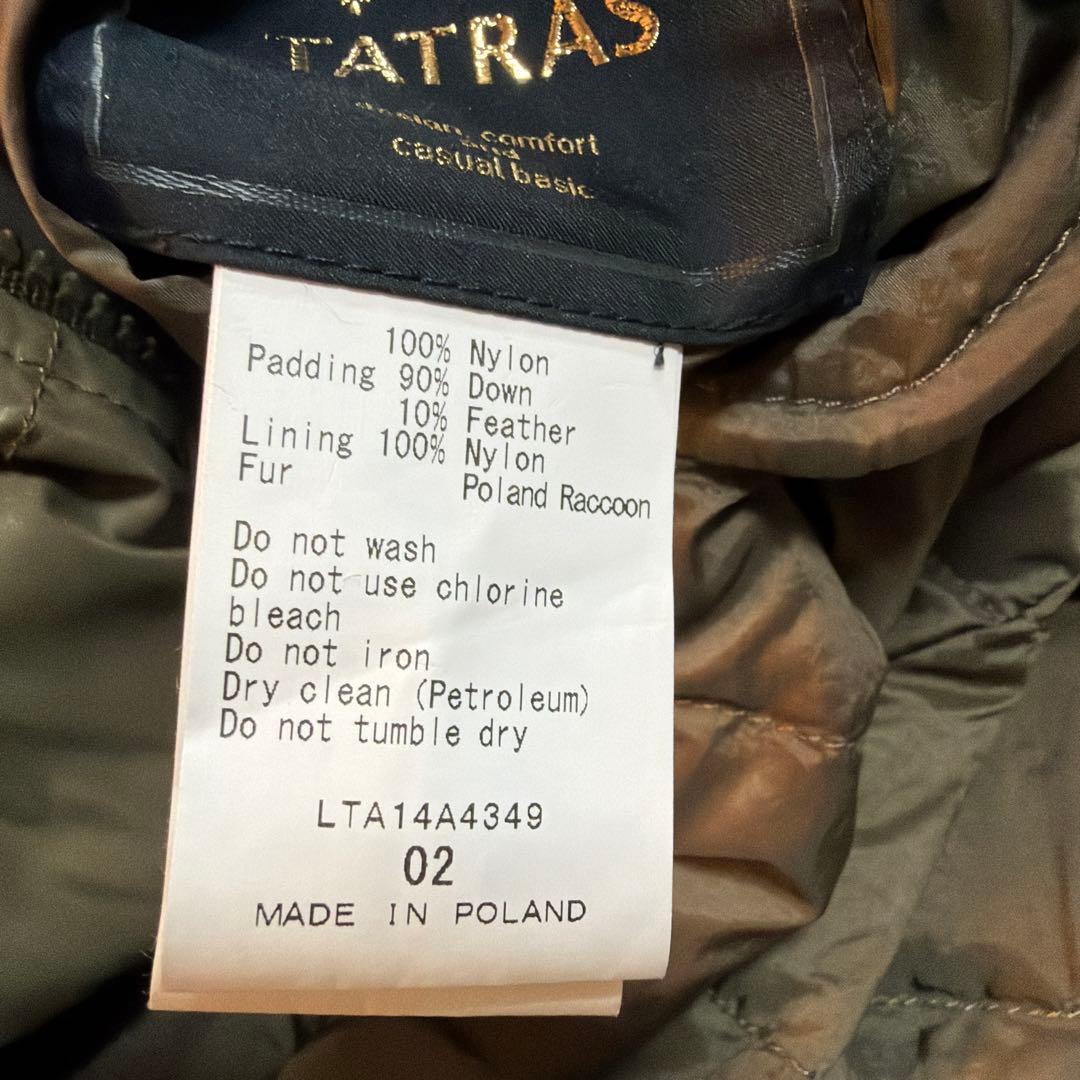 TATRAS
comfort
and
casual basic
100% Nylon
Padding 90% Down
10% Feather
Lining 100% Nylon
Fur Poland Raccoon
Do not wash
Do not use chlorine
bleach
Do not iron
Dry clean (Petroleum)
Do not tumble dry
LTA14A4349
02
MADE IN POLAND